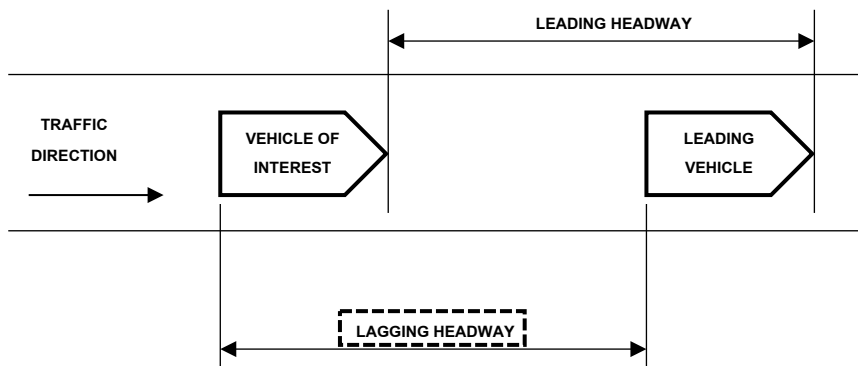 LEADING HEADWAY
TRAFFIC
DIRECTION
VEHICLE OF
INTEREST
LEADING
VEHICLE
LAGGING HEADWAY